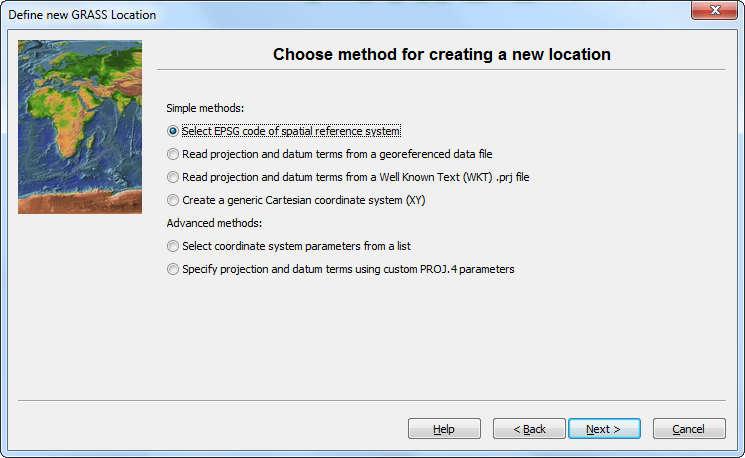 Define new GRASS Location
Choose method for creating a new location
Simple methods:
Select EPSG code of spatial reference system
Read projection and datum terms from a georeferenced data file
Read projection and datum terms from a Well Known Text (WKT) .prj file
Create a generic Cartesian coordinate system (XY)
Advanced methods:
Select coordinate system parameters from a list
Specify projection and datum terms using custom PROJ.4 parameters
Help < Back Next > Cancel